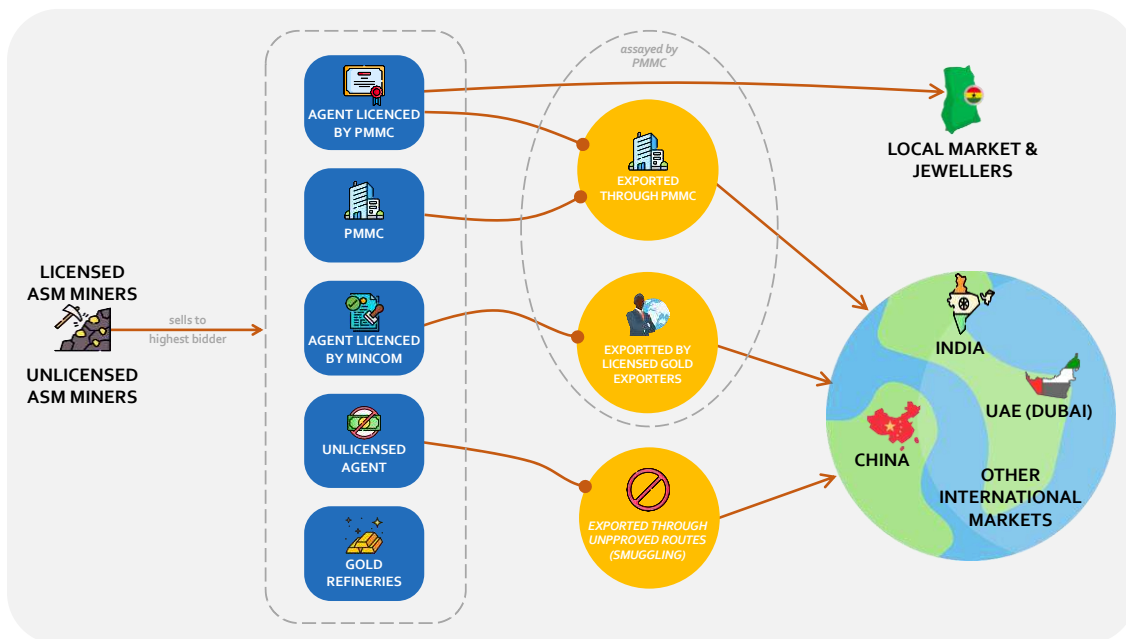 LICENSED
ASM MINERS
UNLICENSED
ASM MINERS
sells to
highest bidder
AGENT LICENCED
BY PMMC
PMMC
AGENT LICENCED
BY MINCOM
UNLICENSED
AGENT
GOLD
REFINERIES
assayed by
PMMC
EXPORTED
THROUGH PMMC
EXPORTTED BY
LICENSED GOLD
EXPORTERS
EXPORTED THROUGH
UNPPROVED ROUTES
(SMUGGLING)
LOCAL MARKET &
JEWELLERS
INDIA
UAE (DUBAI)
CHINA
OTHER
INTERNATIONAL
MARKETS